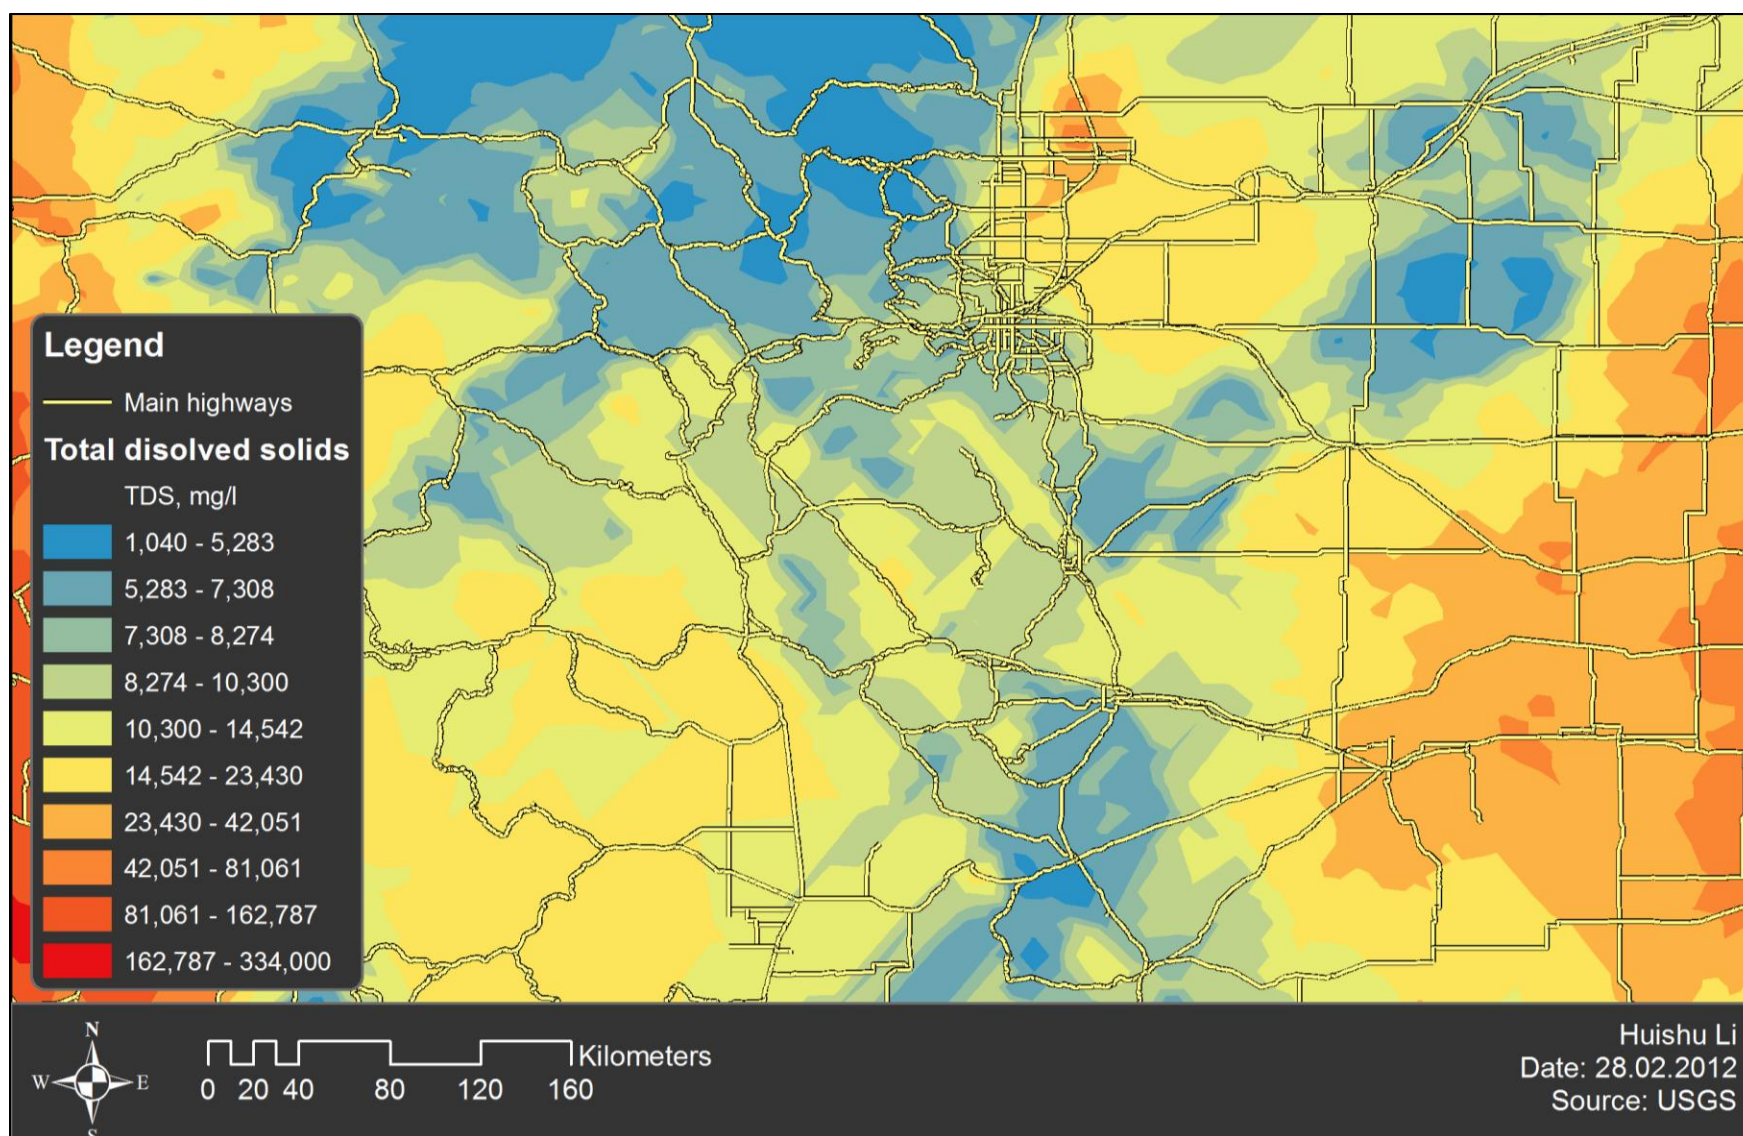 Legend
Main highways
Total disolved solids
TDS, mg/l
1,040 - 5,283
5,283 - 7,308
7,308 - 8,274
8,274 - 10,300
10,300 - 14,542
14,542 - 23,430
23,430 - 42,051
42,051 - 81,061
81,061 - 162,787
162,787 - 334,000
N
W E
S
Kilometers
0 20 40 80 120 160
Huishu Li
Date: 28.02.2012
Source: USGS